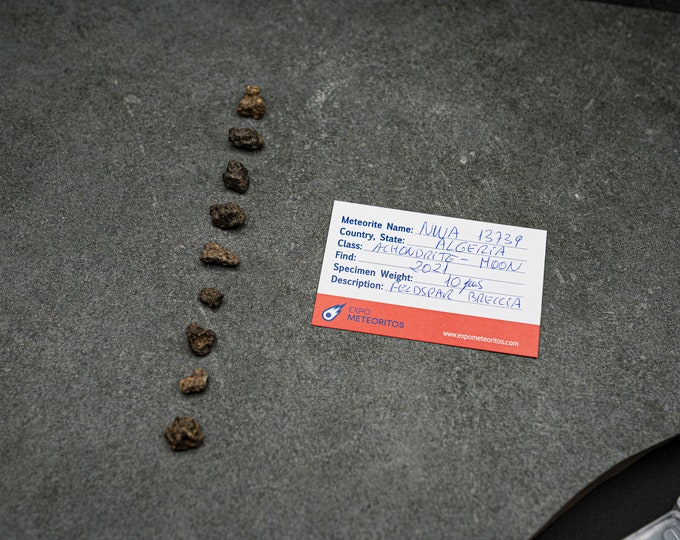 Meteorite Name: NWA 13739
Country, State: ALGERIA
Class: ACHONDRITE - MOON
Find: 2021
Specimen Weight: 10 gms
Description: FELDSPAR BRECCIA
EXPO
METEORITOS
www.expometeoritos.com